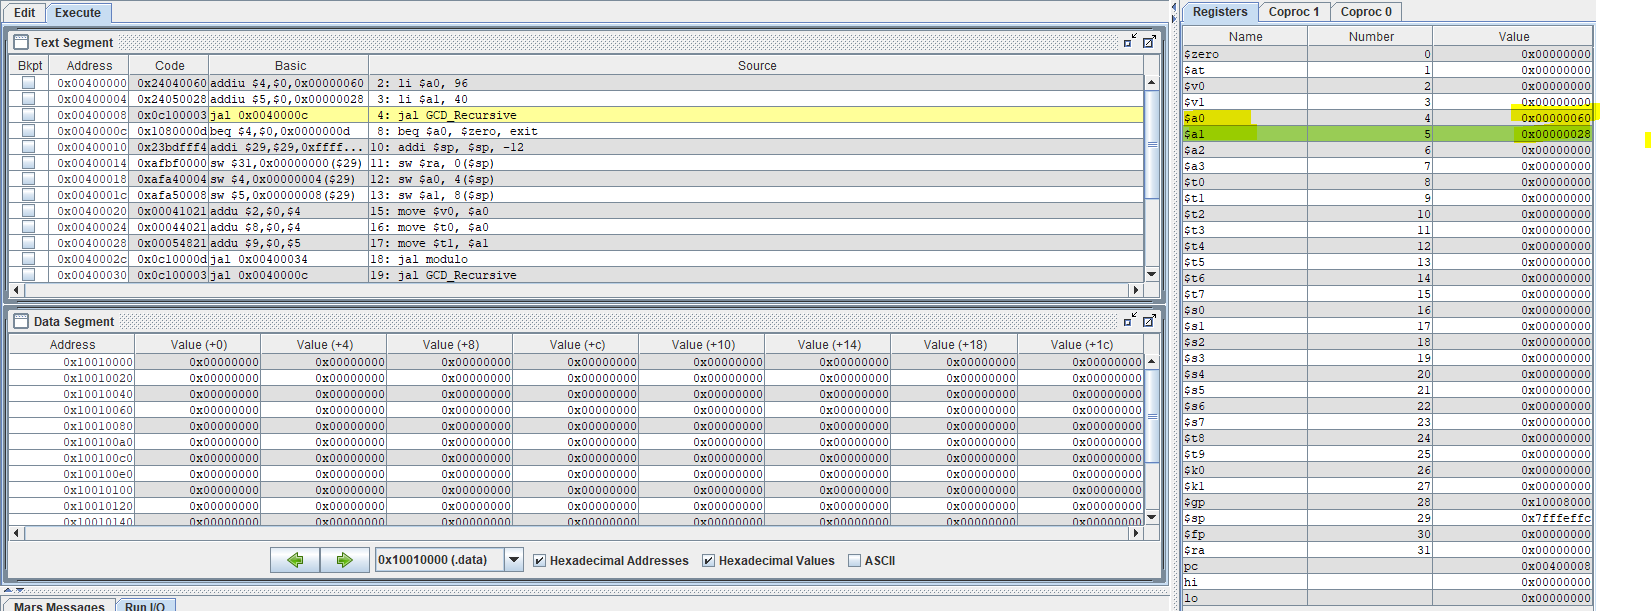 Edit Execute
Text Segment
Bkpt Address Code Basic Source
0x00400000 0x24040060 addiu $4,$0,0x00000060 2: li $a0, 96
0x00400004 0x24050028 addiu $5,$0,0x00000028 3: li $a1, 40
0x00400008 0x0c100003 jal 0x0040000c 4: jal GCD_Recursive
0x0040000c 0x1080000d beq $4,$0,0x0000000d 8: beq $a0, $zero, exit
0x00400010 0x23bdfff4 addi $29,$29,0xffff... 10: addi $sp, $sp, -12
0x00400014 0xafbf0000 sw $31,0x00000000($29) 11: sw $ra, 0($sp)
0x00400018 0xafa40004 sw $4,0x00000004($29) 12: sw $a0, 4($sp)
0x0040001c 0xafa50008 sw $5,0x00000008($29) 13: sw $a1, 8($sp)
0x00400020 0x00041021 addu $2,$0,$4 15: move $v0, $a0
0x00400024 0x00044021 addu $8,$0,$4 16: move $t0, $a0
0x00400028 0x00054821 addu $9,$0,$5 17: move $t1, $a1
0x0040002c 0x0c10000d jal 0x00400034 18: jal modulo
0x00400030 0x0c100003 jal 0x0040000c 19: jal GCD_Recursive
Data Segment
Address Value (+0) Value (+4) Value (+8) Value (+c) Value (+10) Value (+14) Value (+18) Value (+1c)
0x10010000 0x00000000 0x00000000 0x00000000 0x00000000 0x00000000 0x00000000 0x00000000 0x00000000
0x10010020 0x00000000 0x00000000 0x00000000 0x00000000 0x00000000 0x00000000 0x00000000 0x00000000
0x10010040 0x00000000 0x00000000 0x00000000 0x00000000 0x00000000 0x00000000 0x00000000 0x00000000
0x10010060 0x00000000 0x00000000 0x00000000 0x00000000 0x00000000 0x00000000 0x00000000 0x00000000
0x10010080 0x00000000 0x00000000 0x00000000 0x00000000 0x00000000 0x00000000 0x00000000 0x00000000
0x100100a0 0x00000000 0x00000000 0x00000000 0x00000000 0x00000000 0x00000000 0x00000000 0x00000000
0x100100c0 0x00000000 0x00000000 0x00000000 0x00000000 0x00000000 0x00000000 0x00000000 0x00000000
0x100100e0 0x00000000 0x00000000 0x00000000 0x00000000 0x00000000 0x00000000 0x00000000 0x00000000
0x10010100 0x00000000 0x00000000 0x00000000 0x00000000 0x00000000 0x00000000 0x00000000 0x00000000
0x10010120 0x00000000 0x00000000 0x00000000 0x00000000 0x00000000 0x00000000 0x00000000 0x00000000
0x10010140 0x00000000 0x00000000 0x00000000 0x00000000 0x00000000 0x00000000 0x00000000 0x00000000
0x10010000 (.data) Hexadecimal Addresses Hexadecimal Values ASCII
Mars Messages Run I/O
Registers Coproc 1 Coproc 0
Name Number Value
$zero 0 0x00000000
$at 1 0x00000000
$v0 2 0x00000000
$v1 3 0x00000000
$a0 4 0x00000060
$a1 5 0x00000028
$a2 6 0x00000000
$a3 7 0x00000000
$t0 8 0x00000000
$t1 9 0x00000000
$t2 10 0x00000000
$t3 11 0x00000000
$t4 12 0x00000000
$t5 13 0x00000000
$t6 14 0x00000000
$t7 15 0x00000000
$s0 16 0x00000000
$s1 17 0x00000000
$s2 18 0x00000000
$s3 19 0x00000000
$s4 20 0x00000000
$s5 21 0x00000000
$s6 22 0x00000000
$s7 23 0x00000000
$t8 24 0x00000000
$t9 25 0x00000000
$k0 26 0x00000000
$k1 27 0x00000000
$gp 28 0x10008000
$sp 29 0x7fffeffc
$fp 30 0x00000000
$ra 31 0x00000000
pc 0x00400008
hi 0x00000000
lo 0x00000000